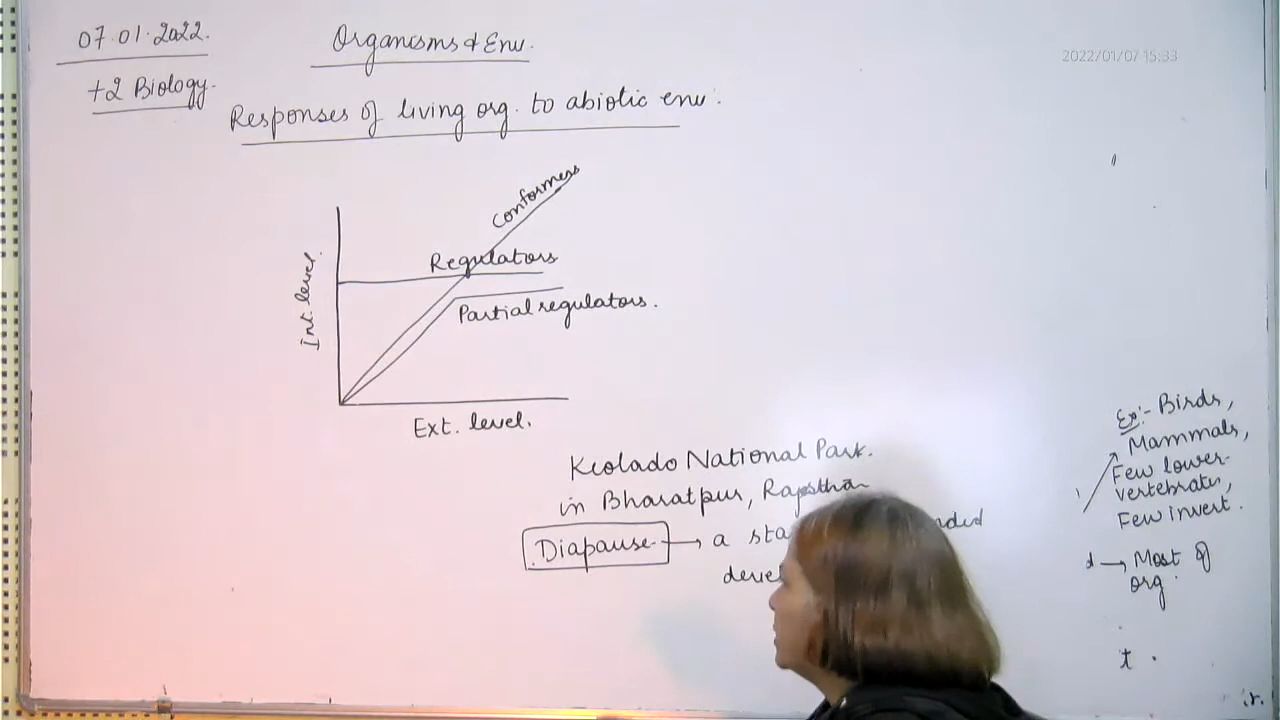 07.01.2022.
Organisms & Env.
2022/01/07 15:33
+2 Biology.
Responses of living org. to abiotic env.
Conformers
Regulators
Partial regulators.
Int. level
Ext. level.
Keolado National Park.
in Bharatpur, Rajsthan
Diapause → a
devel
Ex:- Birds,
Mammals,
Few lower-
vertebrates,
Few invert.
→ Most of
org.